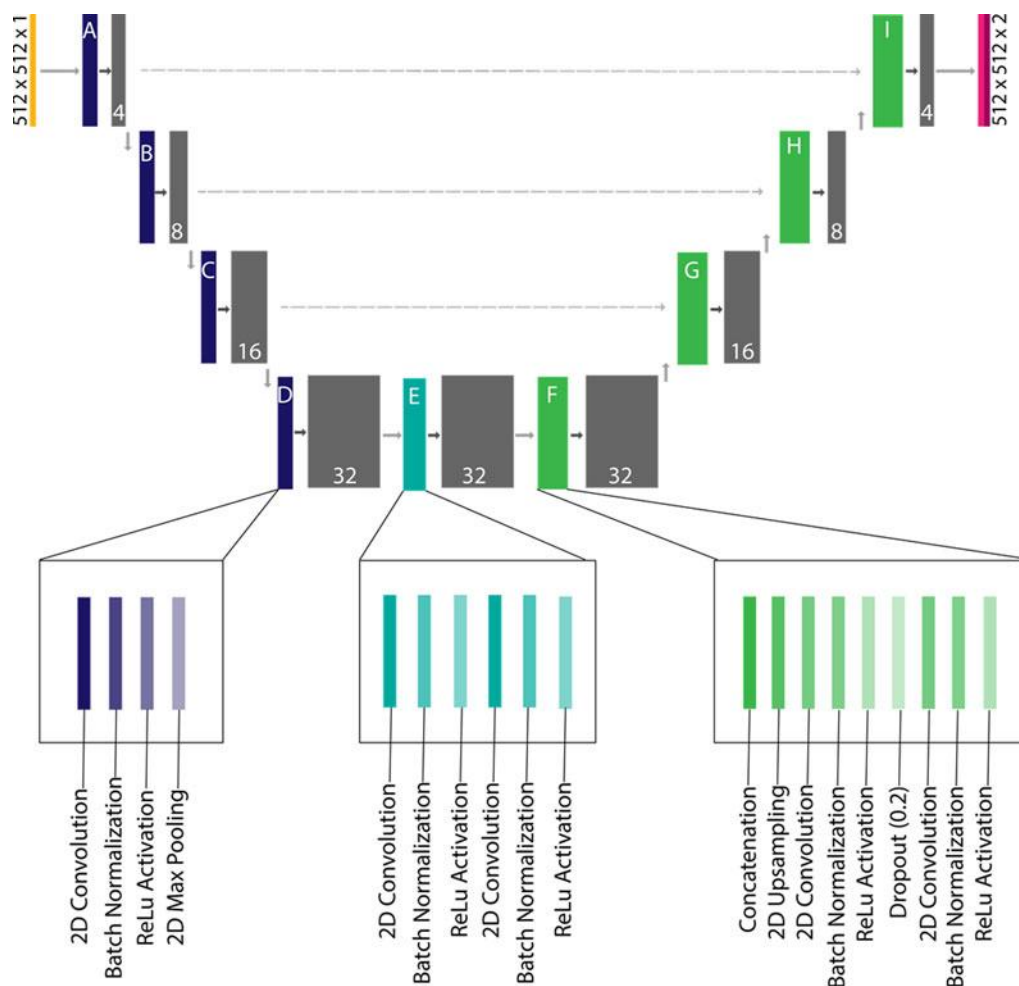 512 x 512 x 1
A
4
I
4
512 x 512 x 2
B
8
H
8
C
16
G
16
D
32
E
32
F
32
2D Convolution
Batch Normalization
ReLu Activation
2D Max Pooling
2D Convolution
Batch Normalization
ReLu Activation
2D Convolution
Batch Normalization
ReLu Activation
Concatenation
2D Upsampling
2D Convolution
Batch Normalization
ReLu Activation
Dropout (0.2)
2D Convolution
Batch Normalization
ReLu Activation